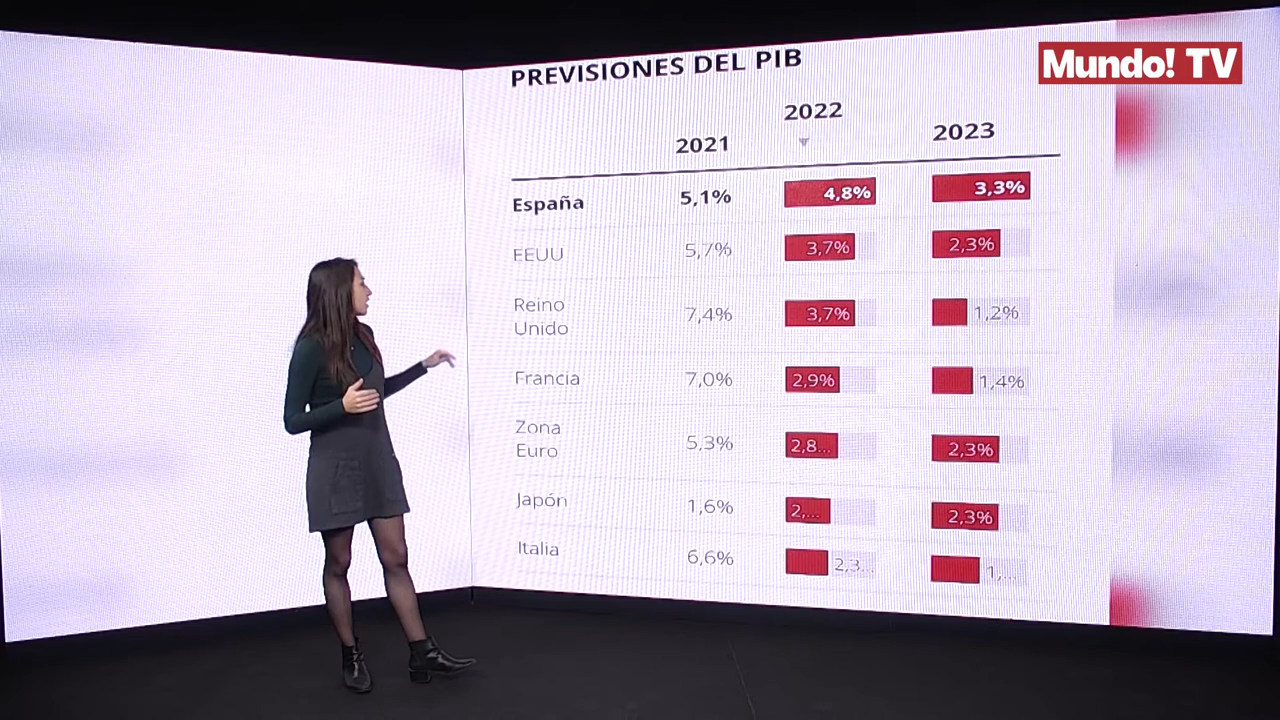 Mundo! TV
PREVISIONES DEL PIB
2021 2022 2023
España 5,1% 4,8% 3,3%
EEUU 5,7% 3,7% 2,3%
Reino
Unido 7,4% 3,7% 1,2%
Francia 7,0% 2,9% 1,4%
Zona
Euro 5,3% 2,8... 2,3%
Japón 1,6% 2,... 2,3%
Italia 6,6% 2,3... 1,...